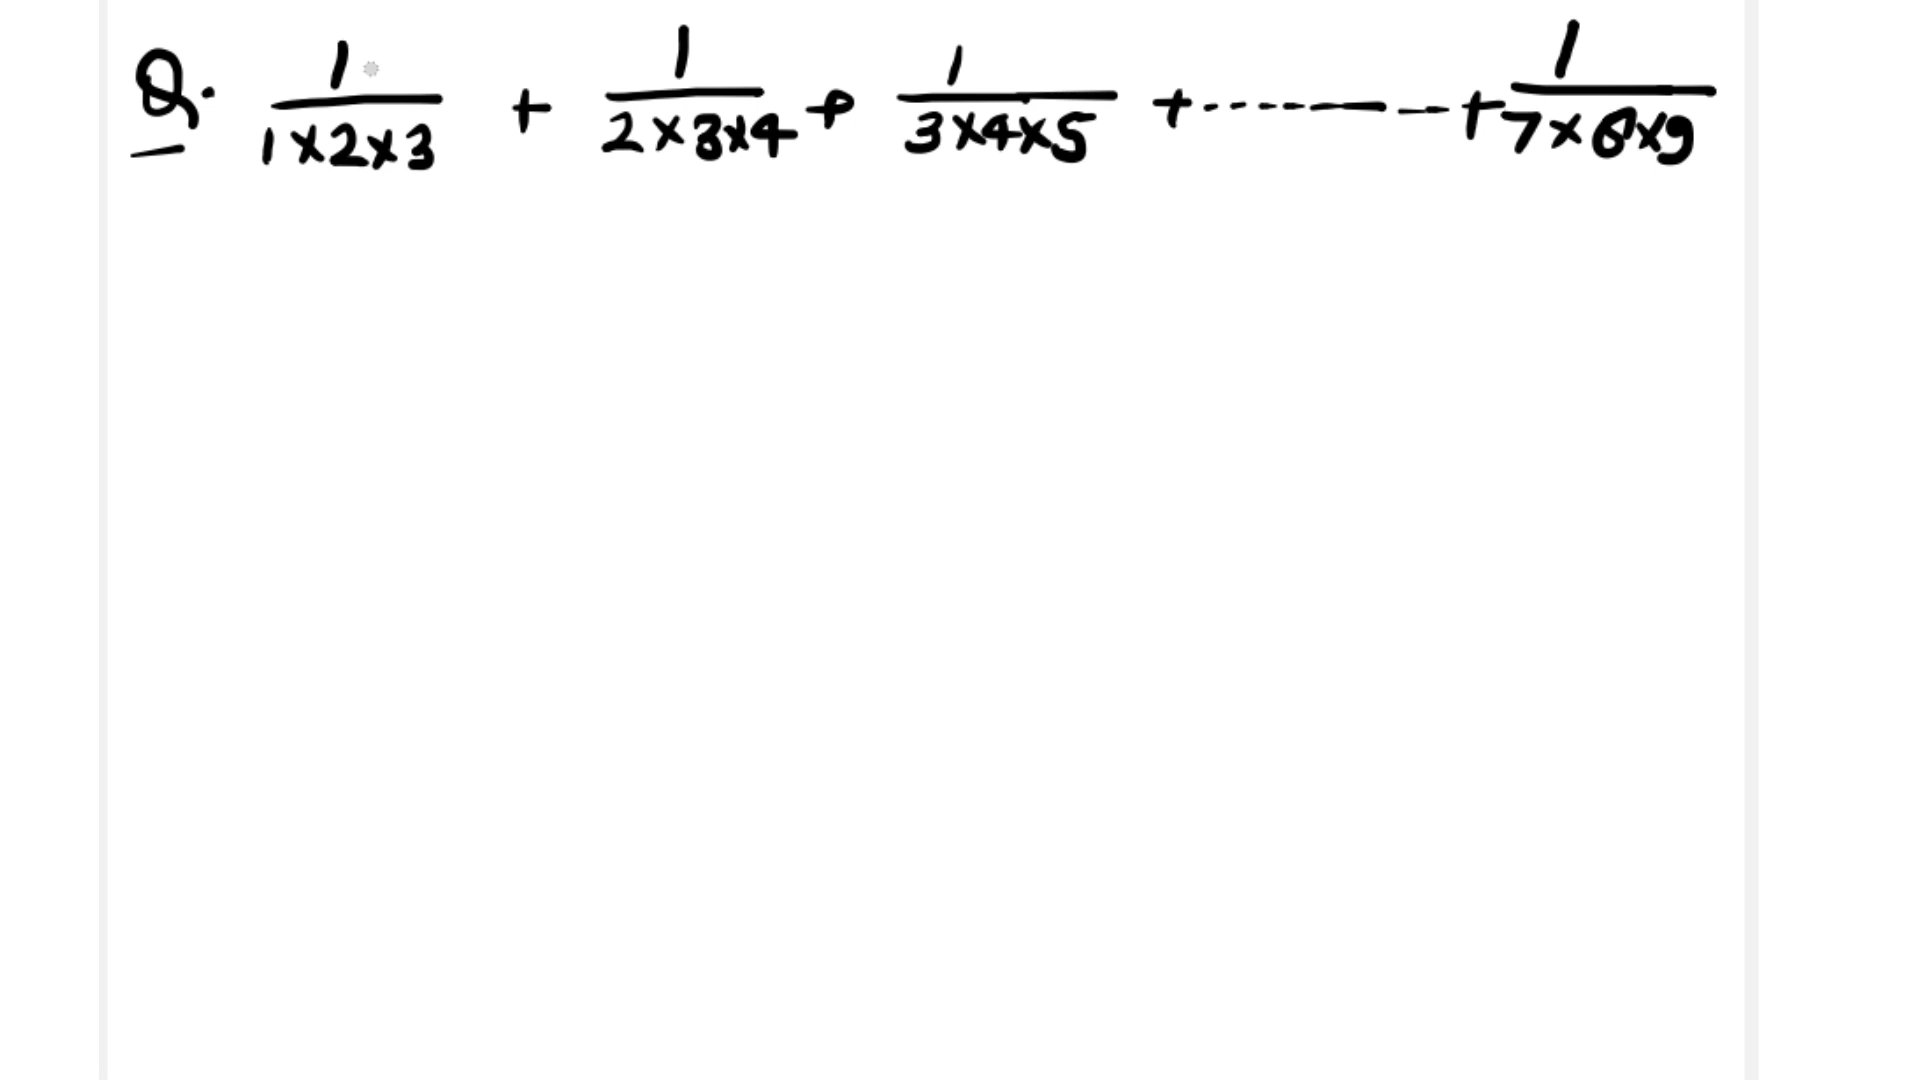 Q. 1/(1×2×3) + 1/(2×3×4) + 1/(3×4×5) + -------- + 1/(7×8×9)